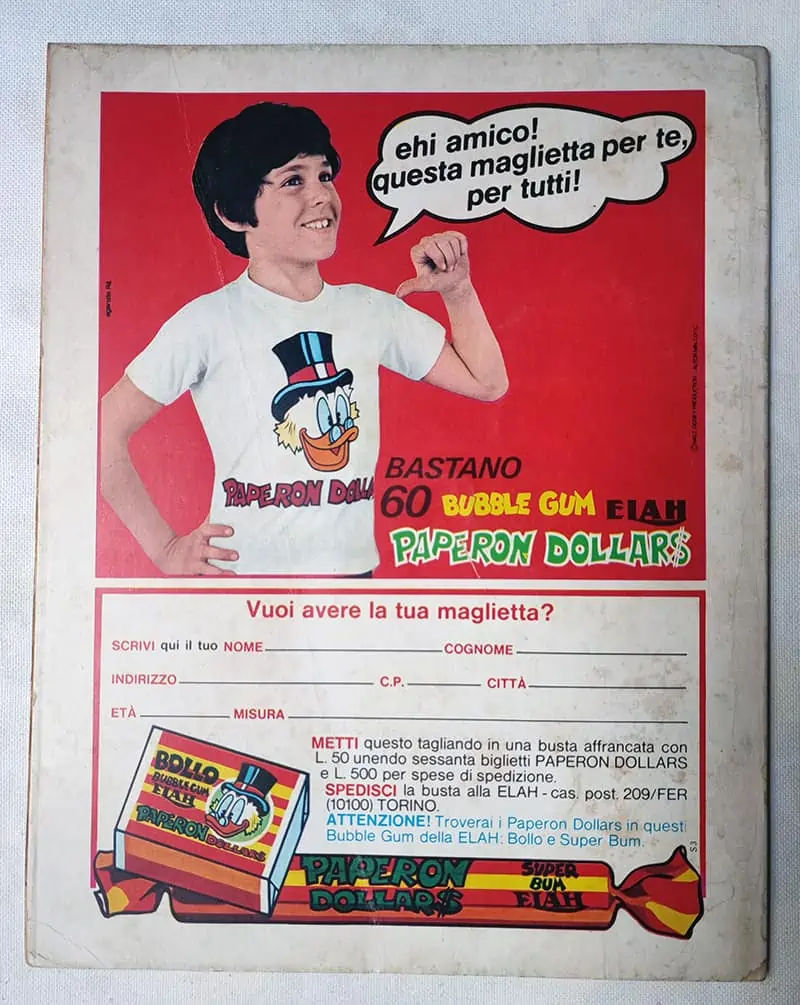 ehi amico!
questa maglietta per te,
per tutti!
PAPERON DOLLA
BASTANO
60 BUBBLE GUM ELAH
PAPERON DOLLAR$
Vuoi avere la tua maglietta?
SCRIVI qui il tuo NOME COGNOME
INDIRIZZO C.P. CITTÀ
ETÀ MISURA
METTI questo tagliando in una busta affrancata con
L. 50 unendo sessanta biglietti PAPERON DOLLARS
e L. 500 per spese di spedizione.
SPEDISCI la busta alla ELAH - cas. post. 209/FER
(10100) TORINO.
ATTENZIONE! Troverai i Paperon Dollars in questi
Bubble Gum della ELAH: Bollo e Super Bum.
S3
BOLLO
BUBBLE GUM
ELAH
PAPERON DOLLAR$
PAPERON
DOLLAR$
SUPER
BUM
ELAH